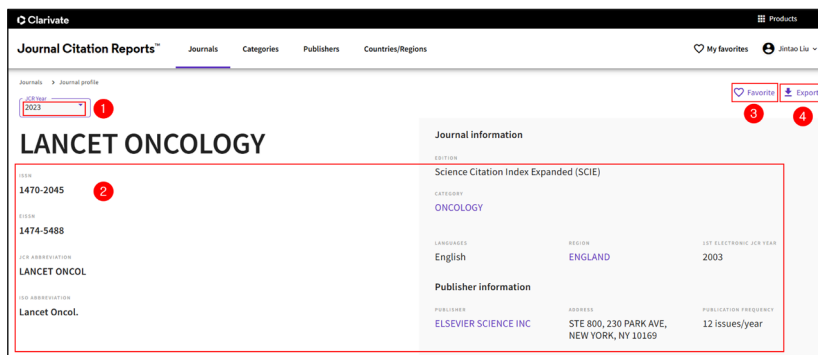 Clarivate
Products
Journal Citation Reports™
Journals
Categories
Publishers
Countries/Regions
My favorites
Jintao Liu
Journals > Journal profile
JCR Year
2023
1
Favorite
Export
3
4
LANCET ONCOLOGY
Journal information
EDITION
Science Citation Index Expanded (SCIE)
ISSN
1470-2045
2
CATEGORY
ONCOLOGY
EISSN
1474-5488
LANGUAGES
REGION
1ST ELECTRONIC JCR YEAR
English
ENGLAND
2003
JCR ABBREVIATION
LANCET ONCOL
Publisher information
ISO ABBREVIATION
Lancet Oncol.
PUBLISHER
ADDRESS
PUBLICATION FREQUENCY
ELSEVIER SCIENCE INC
STE 800, 230 PARK AVE,
NEW YORK, NY 10169
12 issues/year